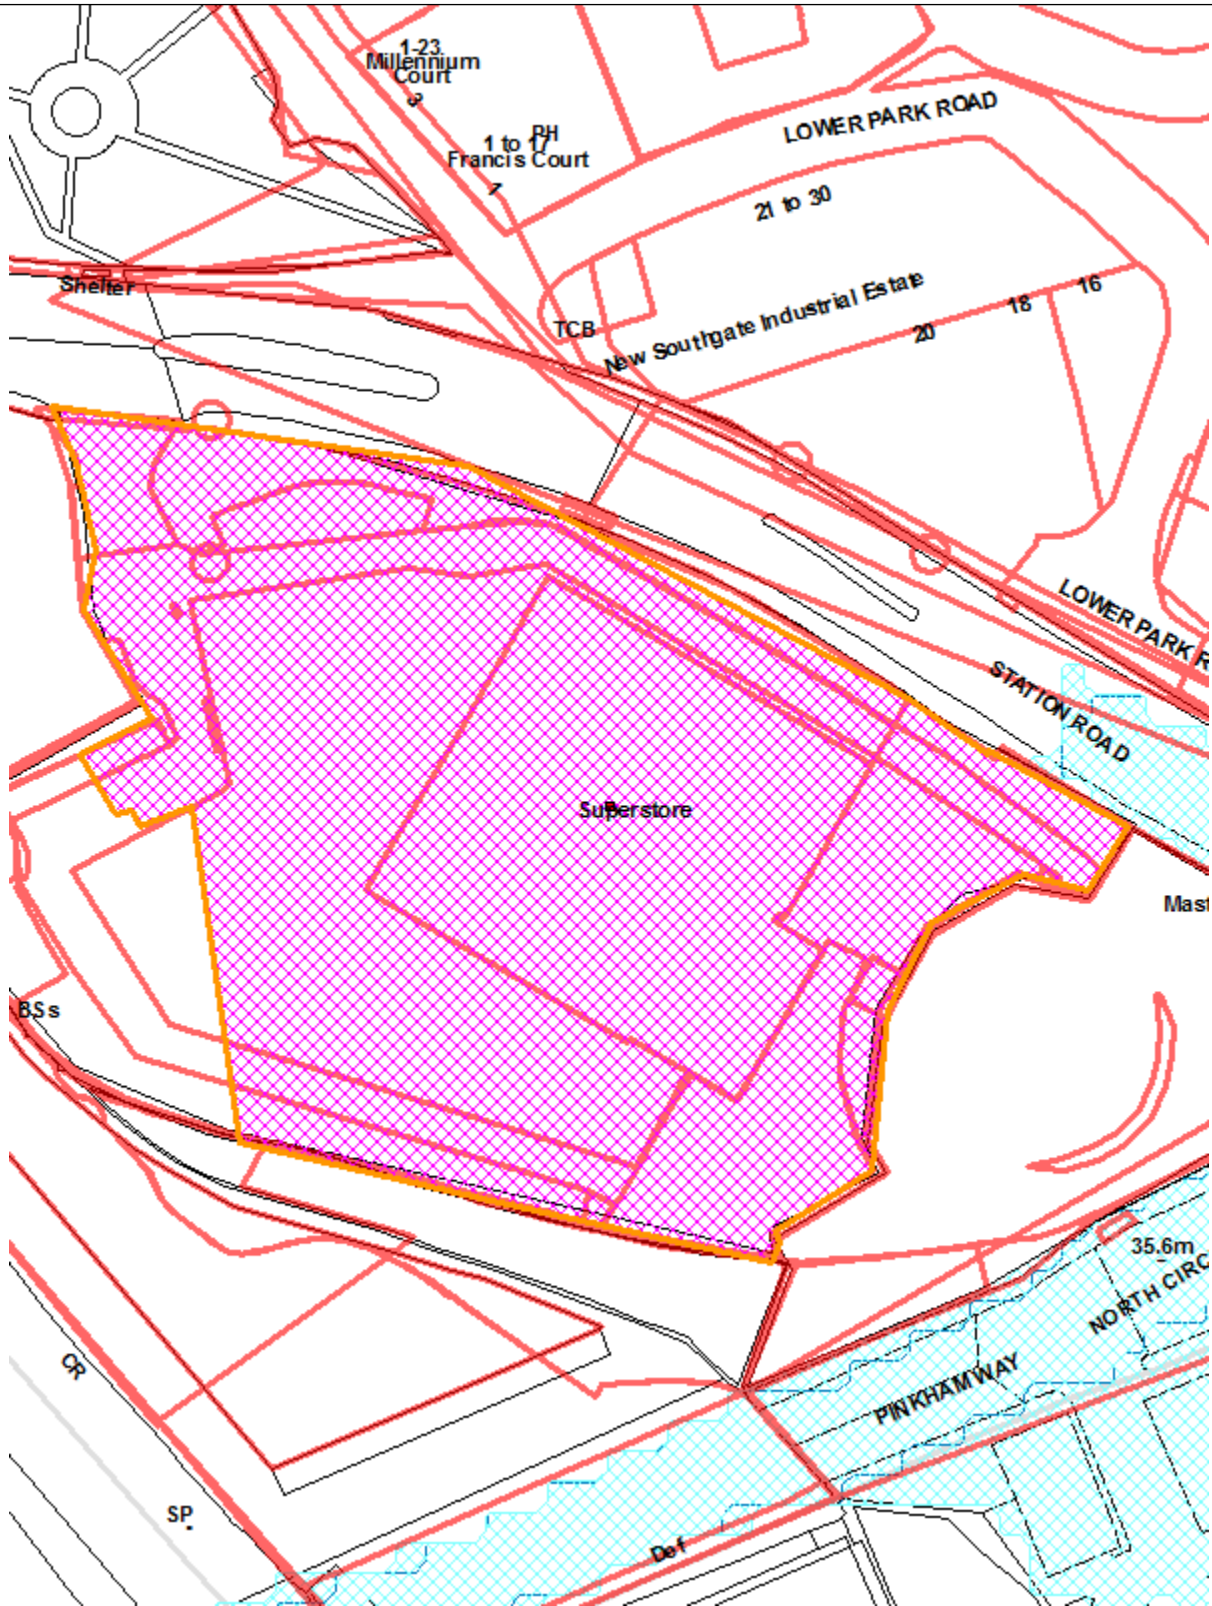 1-23
Millennium
Court
3
PH
1 to 17
Francis Court
1
LOWER PARK ROAD
21 to 30
Shelter
TCB
New Southgate Industrial Estate
16
18
20
LOWER PARK R
STATION ROAD
Superstore
Mast
BSs
35.6m
NORTH CIRC
PINKHAM WAY
CR
SP
Def